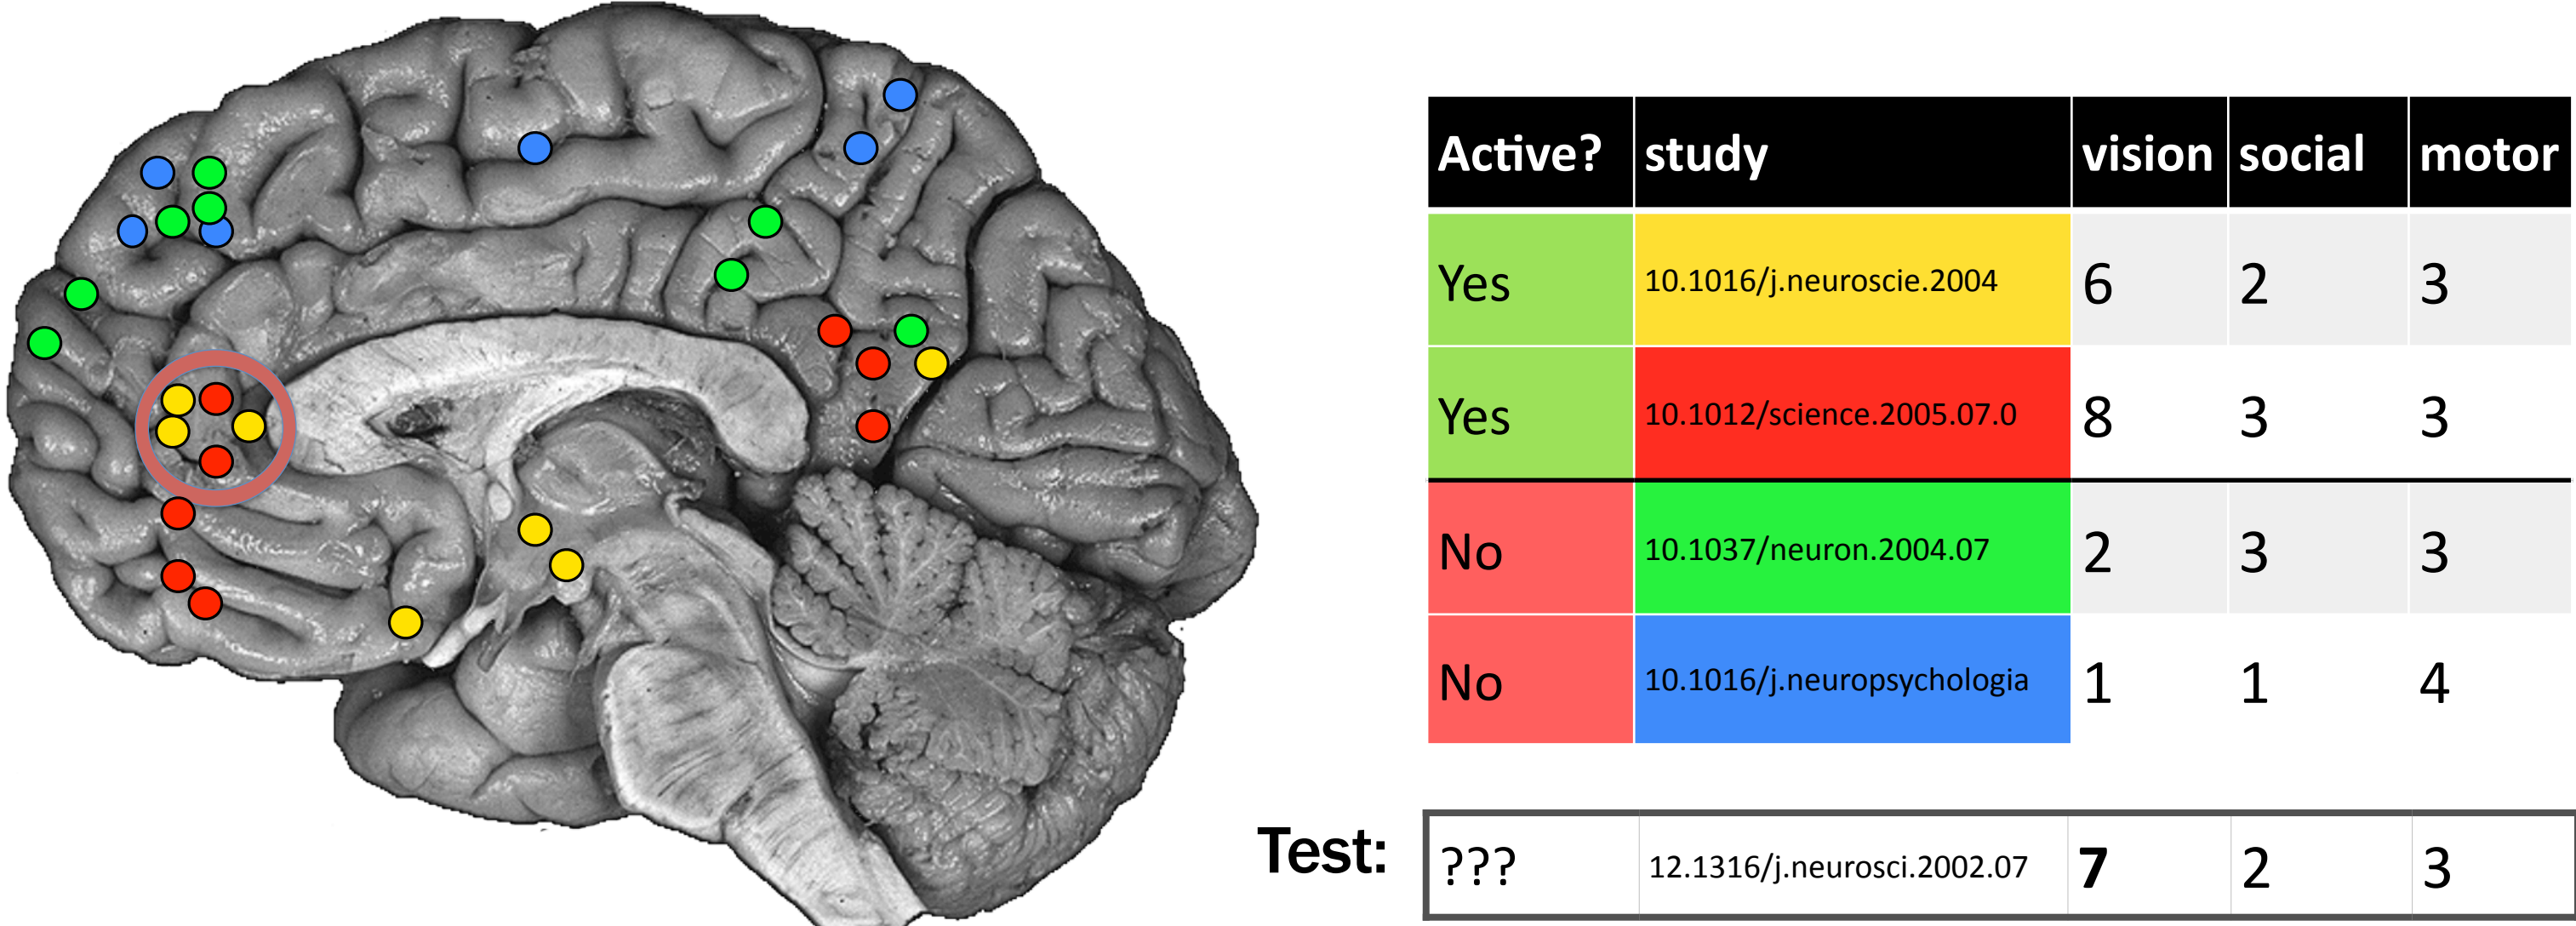 Active? study vision social motor
Yes 10.1016/j.neuroscie.2004 6 2 3
Yes 10.1012/science.2005.07.0 8 3 3
No 10.1037/neuron.2004.07 2 3 3
No 10.1016/j.neuropsychologia 1 1 4
Test: ??? 12.1316/j.neurosci.2002.07 7 2 3